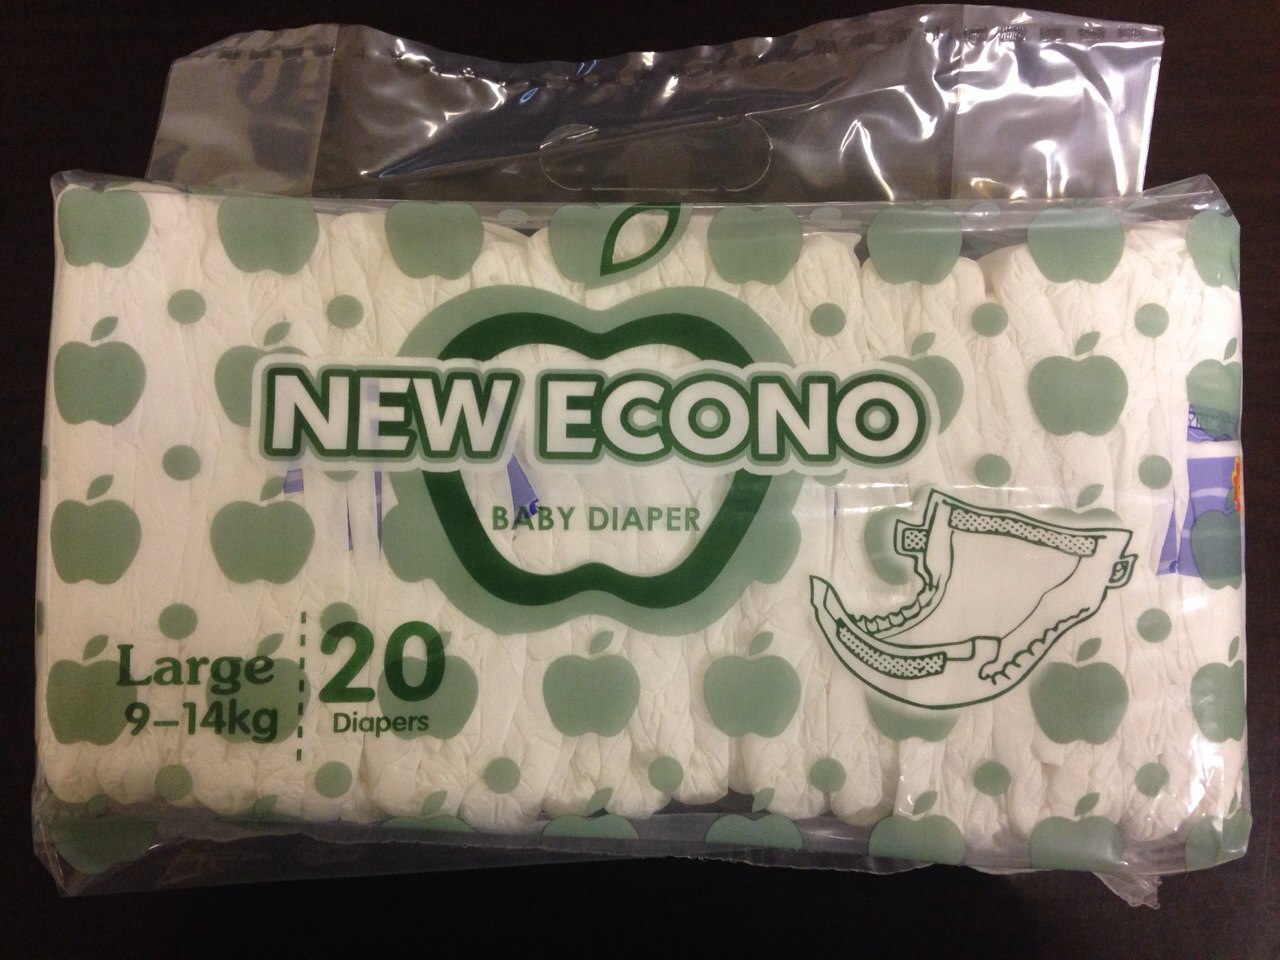 NEW ECONO
BABY DIAPER
Large
9–14kg
20
Diapers